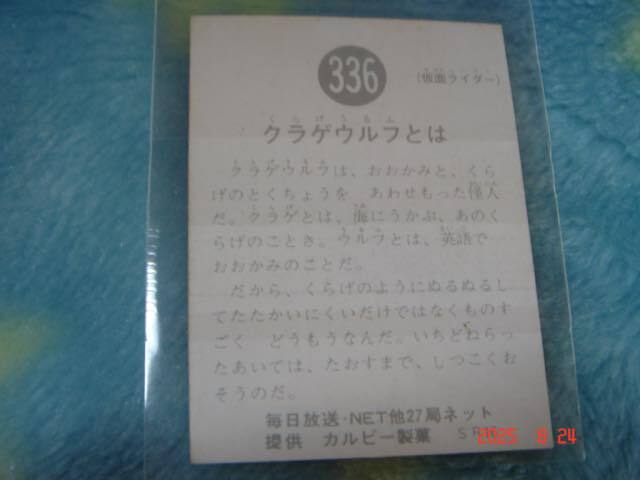 336
(仮面ライダー)
クラゲウルフとは
クラゲウルフは、おおかみと、くら
げのとくちょうを あわせもった怪人
だ。クラゲとは、海にうかぶ、あのく
らげのことさ。ウルフとは、英語で
おおかみのことだ。
だから、くらげのようにぬるぬるし
てたたかいにくいだけではなくものす
ごく どうもうなんだ。いちどねらっ
たあいては、たおすまで、しつこくお
そうのだ。
毎日放送・NET他27局ネット
提供 カルビー製菓
2025 8 24